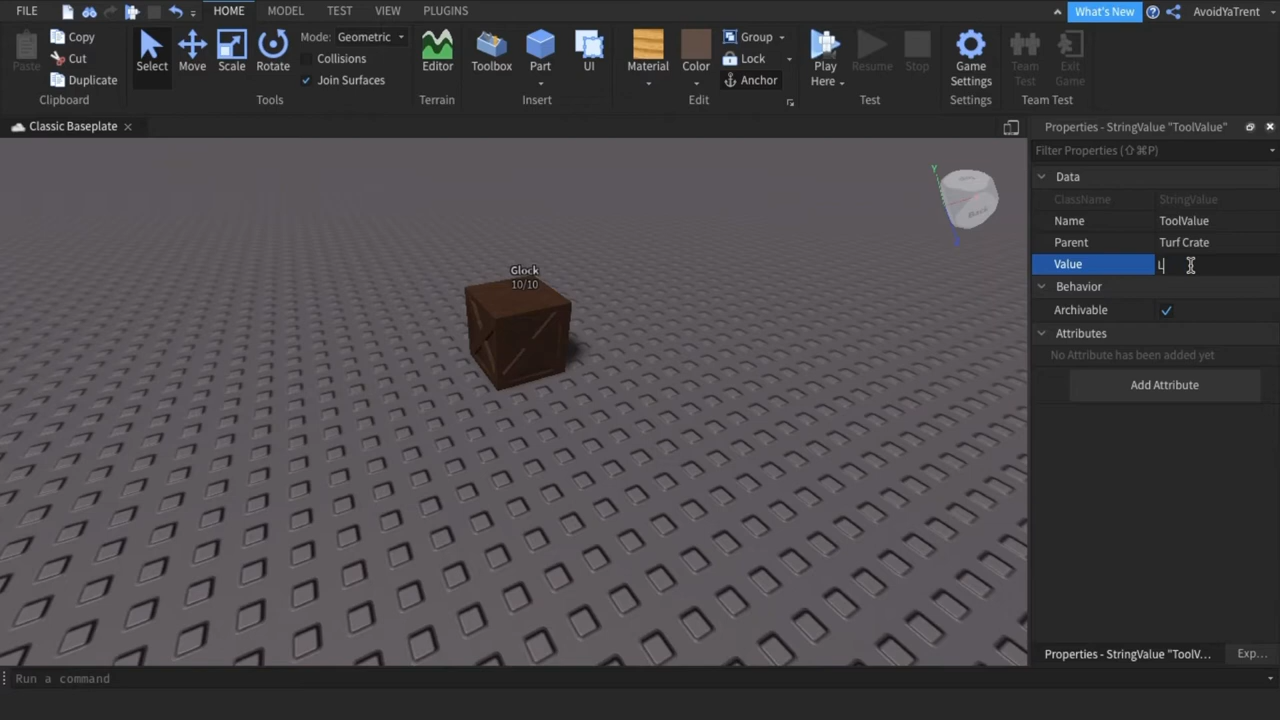 FILE HOME MODEL TEST VIEW PLUGINS What's New AvoidYaTrent
Paste Copy Cut Duplicate Clipboard
Select Move Scale Rotate Mode: Geometric Collisions Join Surfaces Tools
Editor Terrain
Toolbox Part UI Insert
Material Color Group Lock Anchor Edit
Play Here Resume Stop Test
Game Settings Settings
Team Test Exit Game Team Test
Classic Baseplate
Glock
10/10
Properties - StringValue "ToolValue"
Filter Properties (⇧⌘P)
Data
ClassName StringValue
Name ToolValue
Parent Turf Crate
Value L
Behavior
Archivable
Attributes
No Attribute has been added yet
Add Attribute
Properties - StringValue "ToolV... Exp...
Run a command
Y
Back